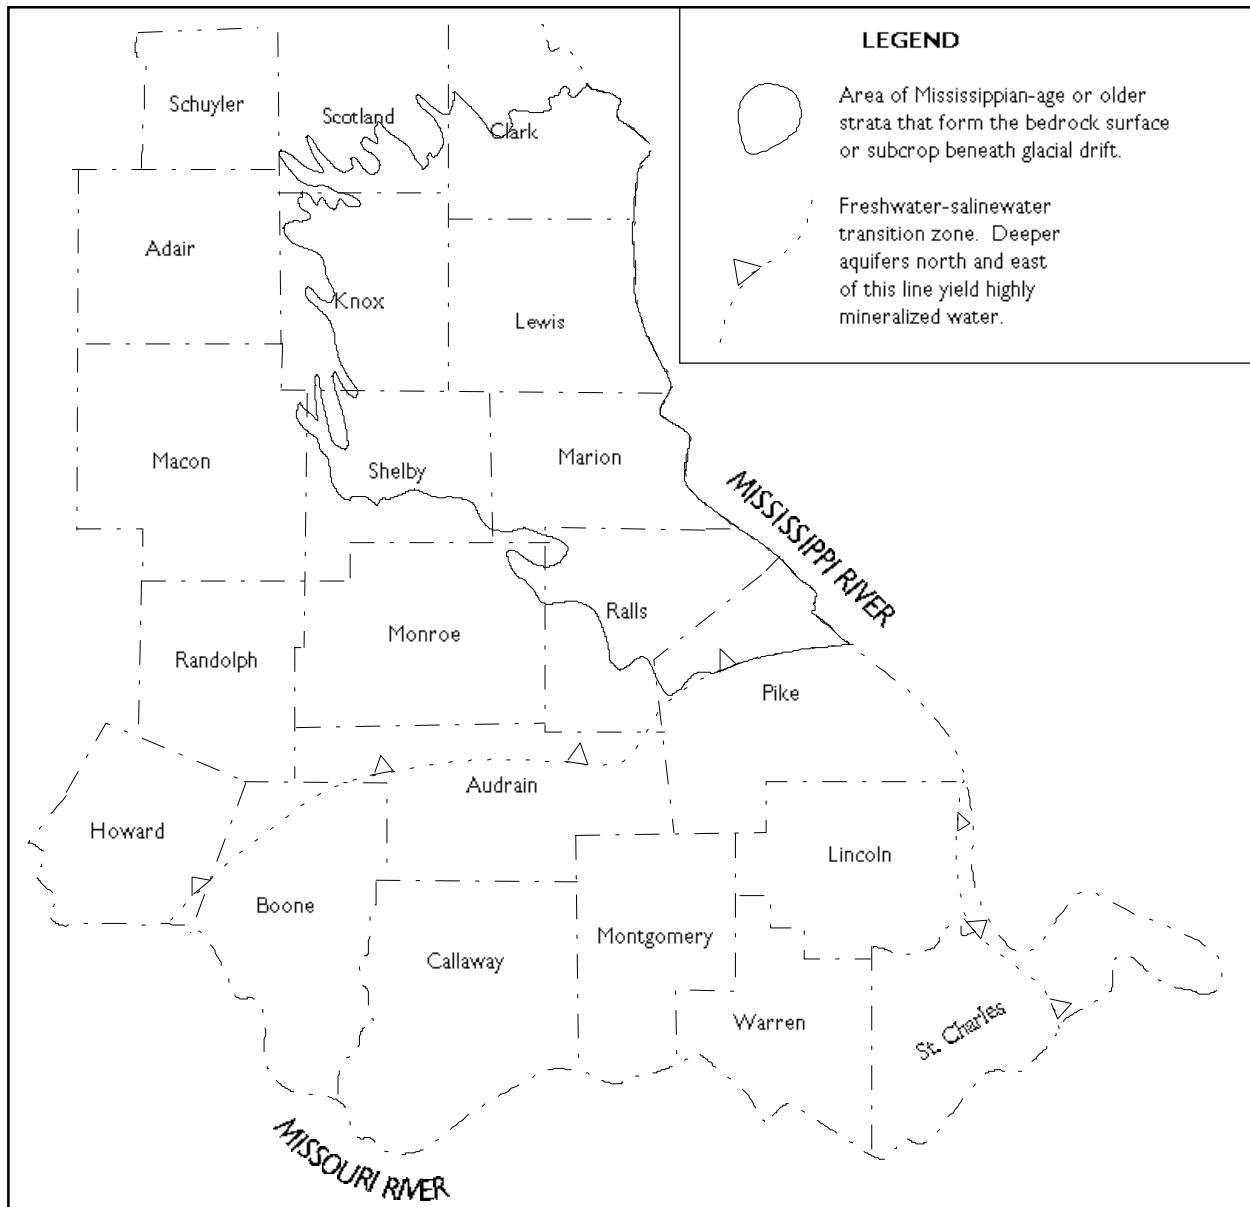 LEGEND
Area of Mississippian-age or older
strata that form the bedrock surface
or subcrop beneath glacial drift.
Freshwater-salinewater
transition zone. Deeper
aquifers north and east
of this line yield highly
mineralized water.
Schuyler
Scotland
Clark
Adair
Knox
Lewis
Macon
Shelby
Marion
MISSISSIPPI RIVER
Ralls
Monroe
Randolph
Pike
Audrain
Howard
Lincoln
Boone
Montgomery
Callaway
Warren
St. Charles
MISSOURI RIVER